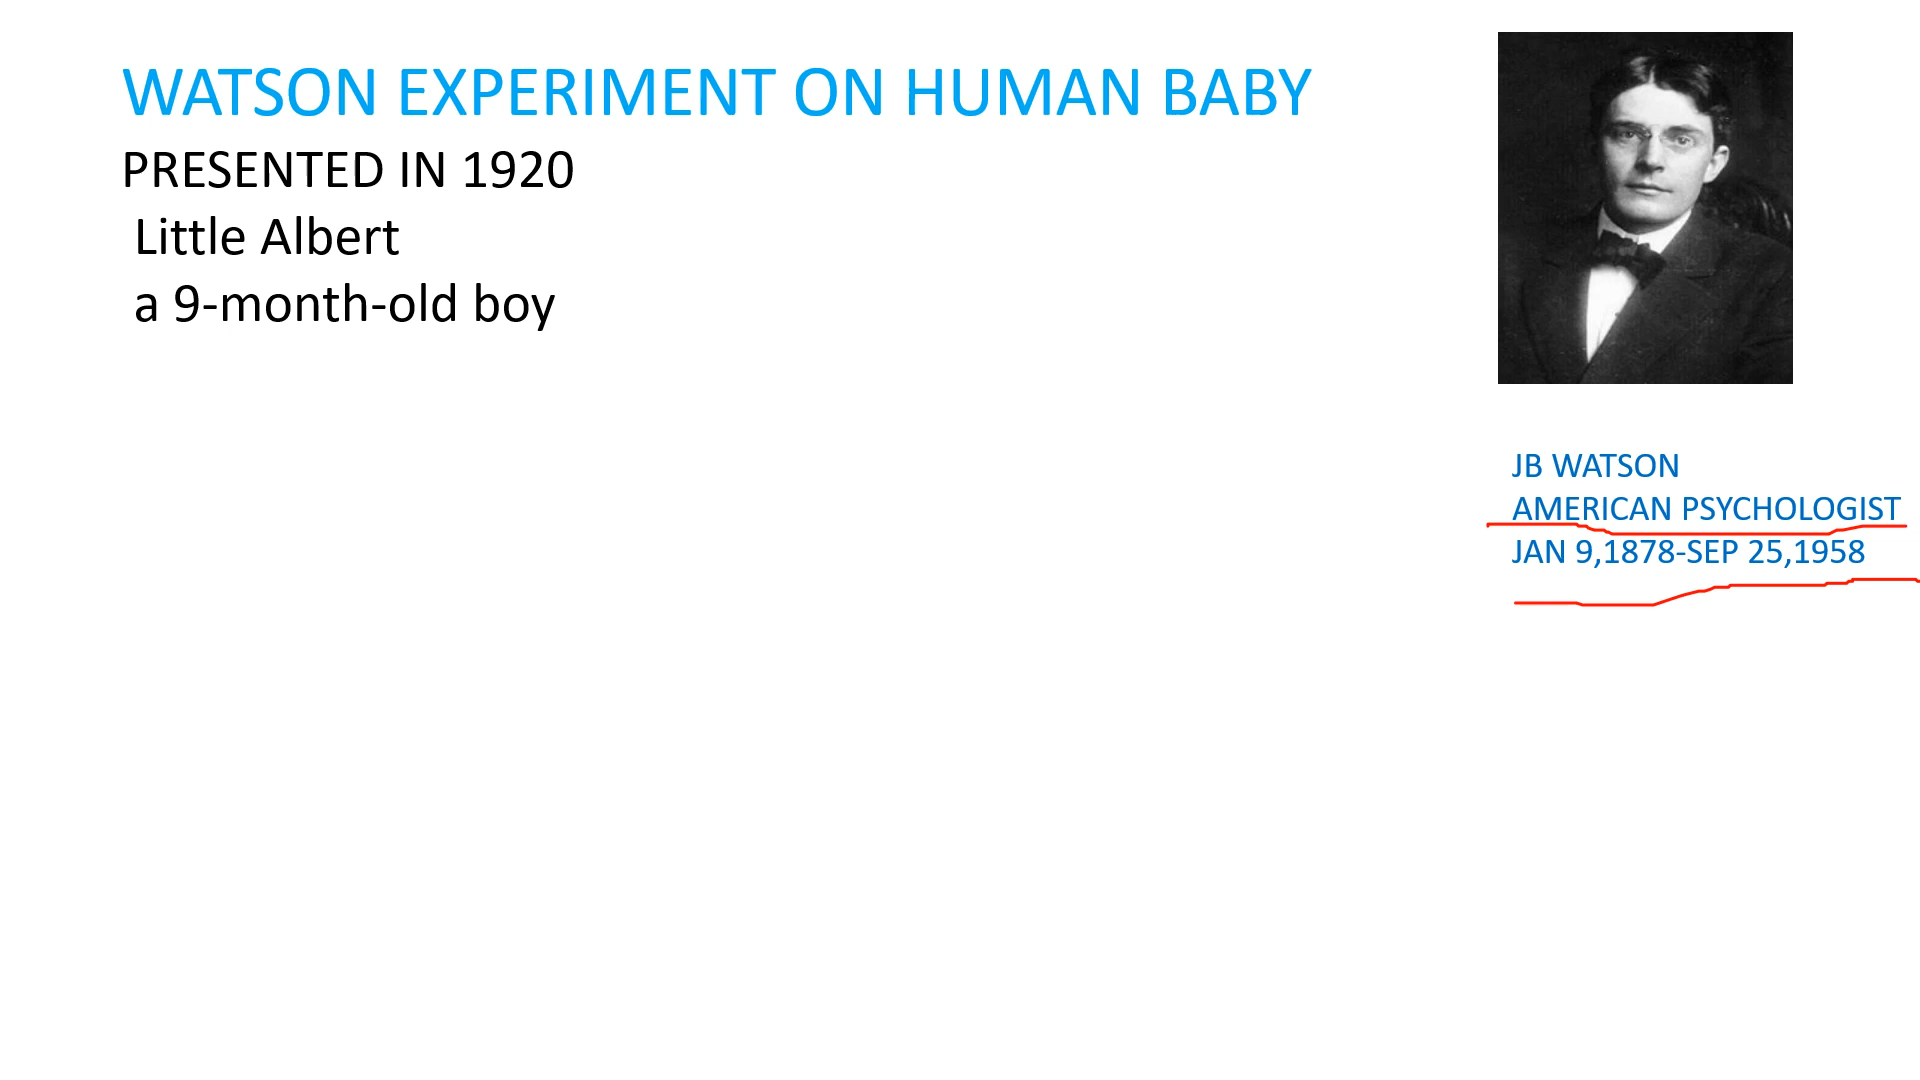 WATSON EXPERIMENT ON HUMAN BABY
PRESENTED IN 1920
Little Albert
a 9-month-old boy
JB WATSON
AMERICAN PSYCHOLOGIST
JAN 9,1878-SEP 25,1958